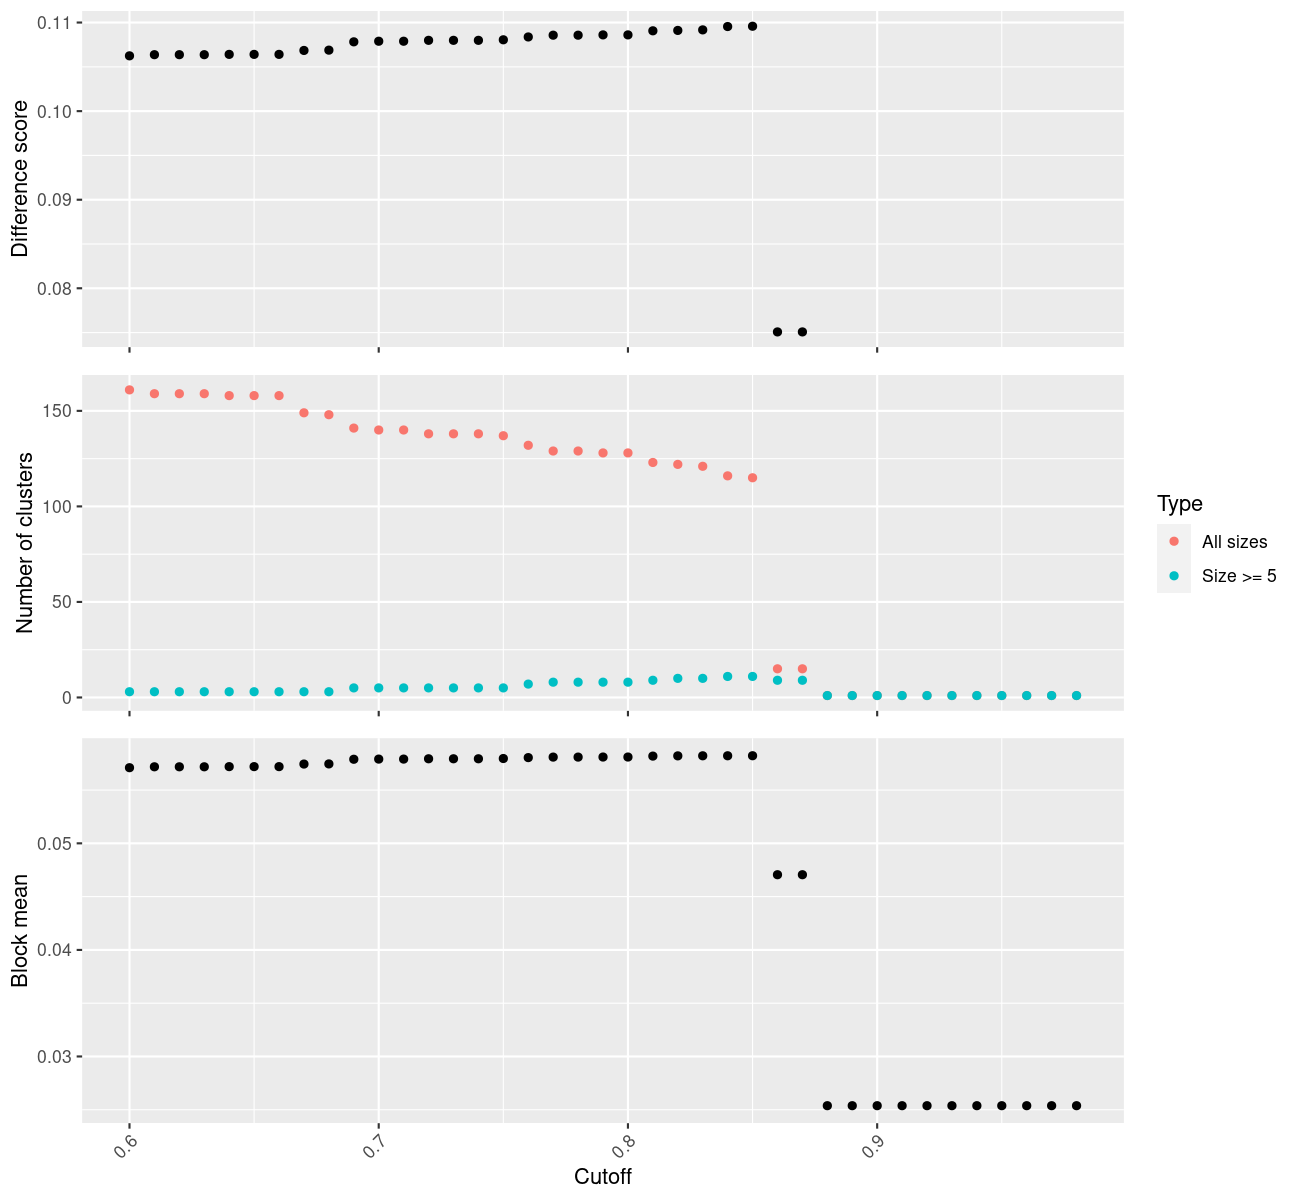 Difference score
0.11
0.10
0.09
0.08
Number of clusters
150
100
50
0
Type
All sizes
Size >= 5
Block mean
0.05
0.04
0.03
0.6
0.7
0.8
0.9
Cutoff